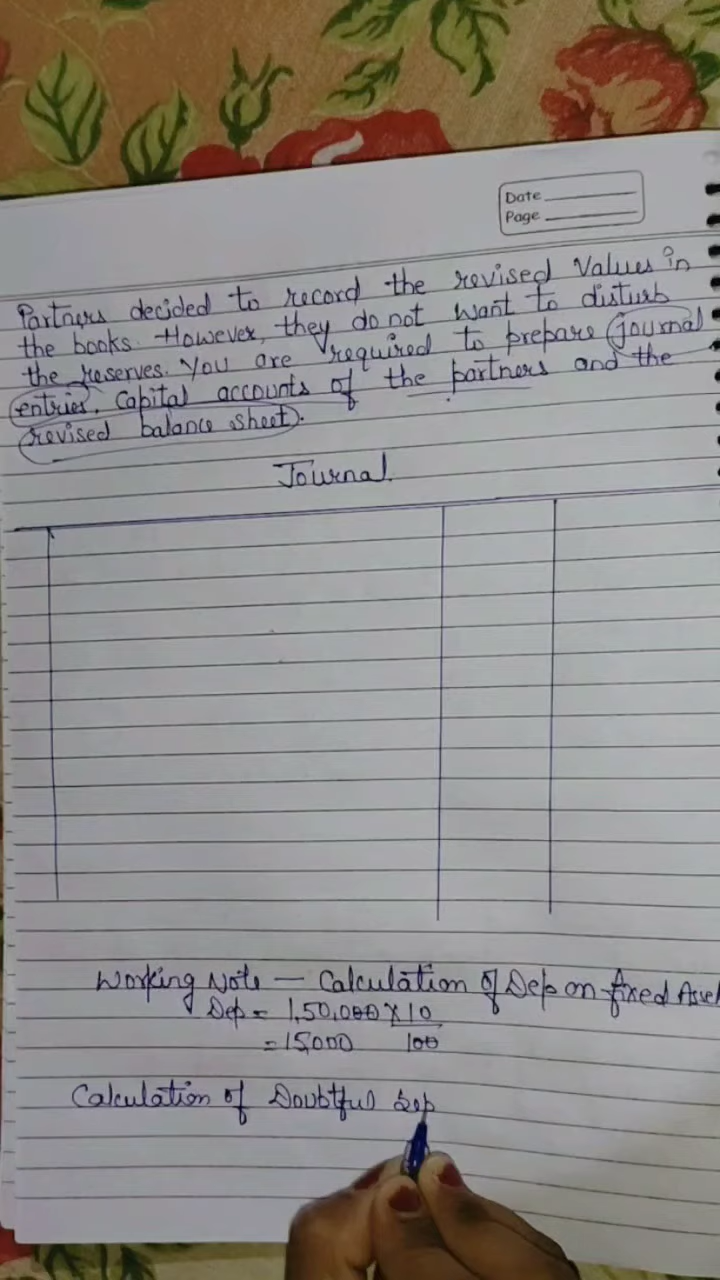 Date
Page
Partners decided to record the revised Values in
the books. However, they do not want to disturb
the reserves. You are required to prepare journal
entries, Capital accounts of the partners and the
revised balance sheet.
Journal
Working Note — Calculation of Dep on fixed Asset
Dep = 1,50,000 × 10
= 15,000 100
Calculation of Doubtful